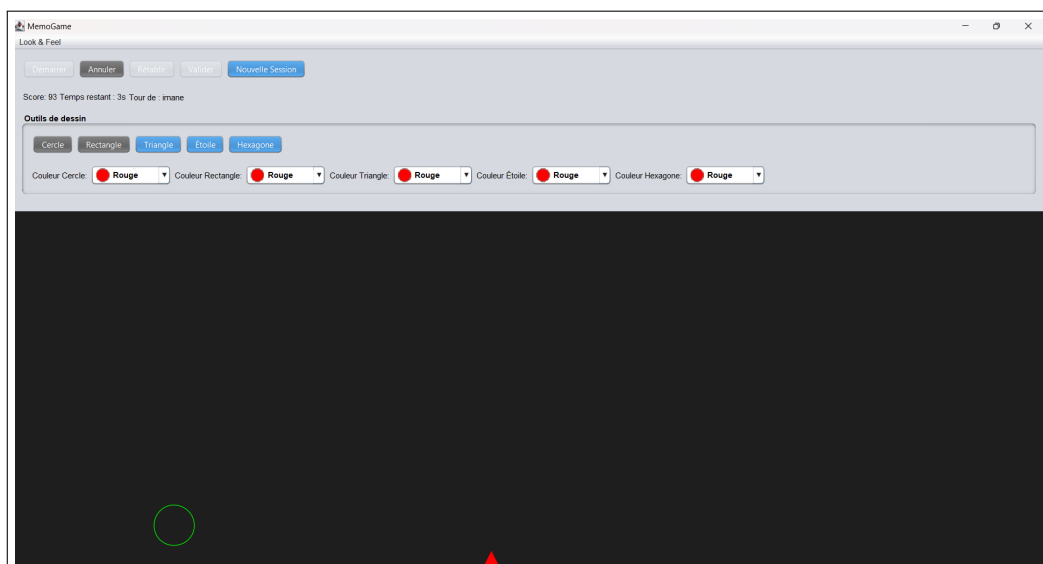 MemoGame
Look & Feel
Démarrer Annuler Rétablir Valider Nouvelle Session
Score: 93 Temps restant : 3s Tour de : imane
Outils de dessin
Cercle Rectangle Triangle Étoile Hexagone
Couleur Cercle: Rouge Couleur Rectangle: Rouge Couleur Triangle: Rouge Couleur Étoile: Rouge Couleur Hexagone: Rouge